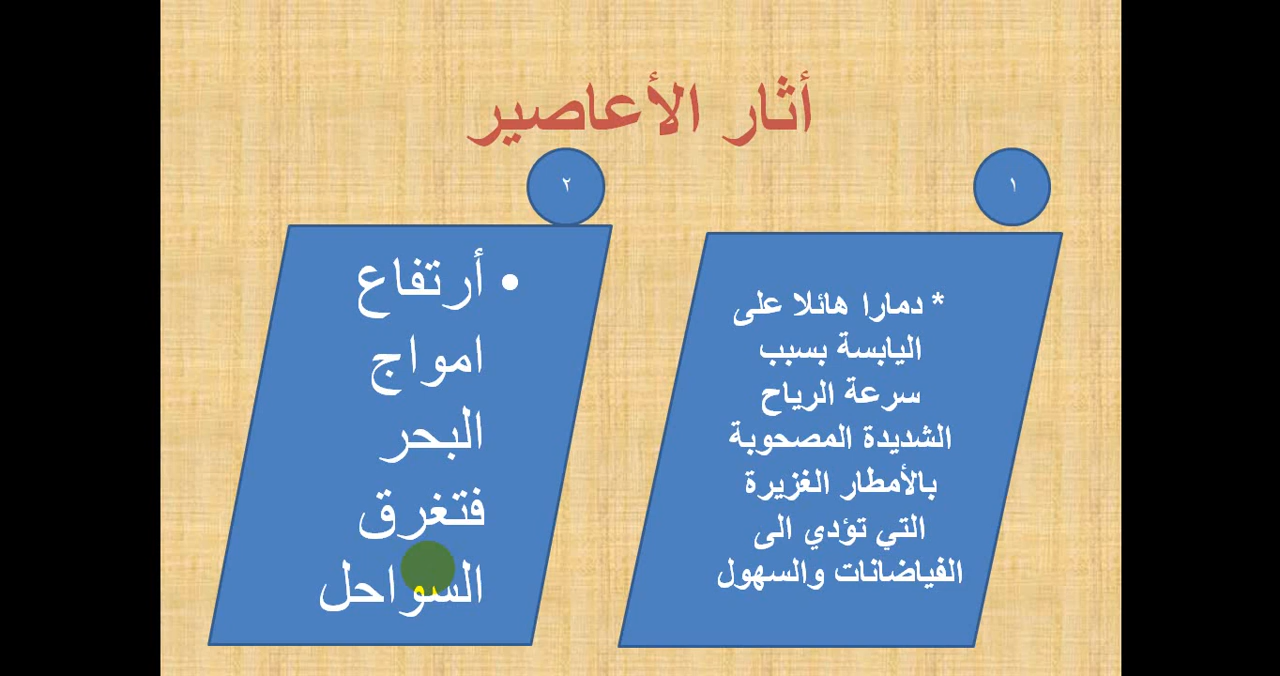 أثار الأعاصير
١
* دمارا هائلا على
اليابسة بسبب
سرعة الرياح
الشديدة المصحوبة
بالأمطار الغزيرة
التي تؤدي الى
الفياضانات والسهول
٢
• أرتفاع
امواج
البحر
فتغرق
السواحل